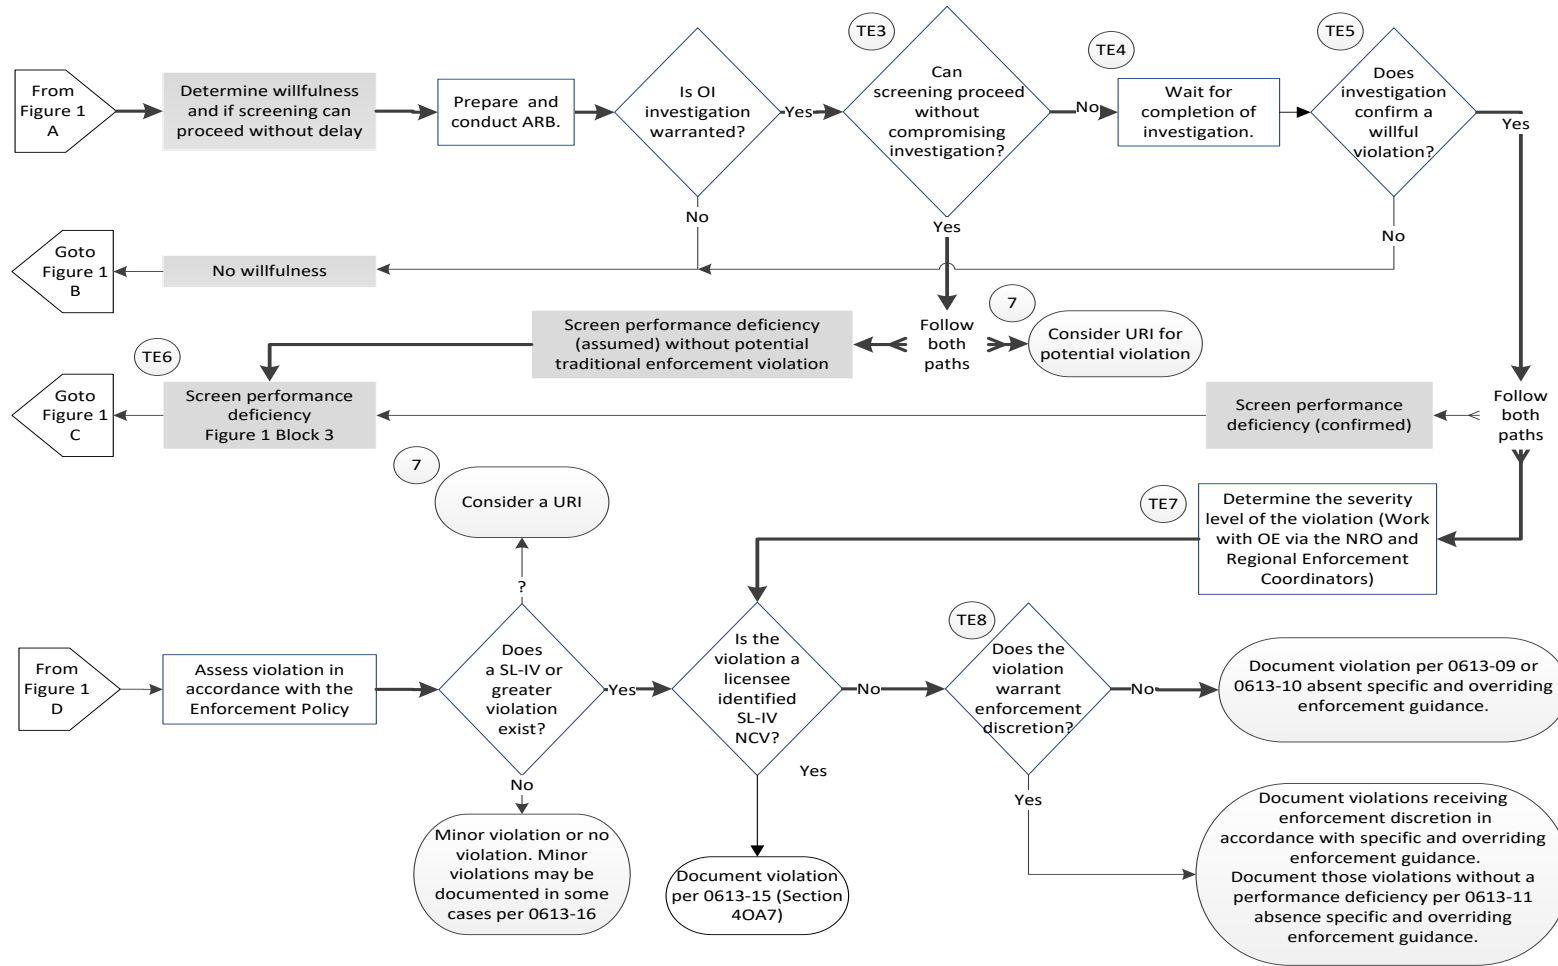 From
Figure 1
A
Determine willfulness
and if screening can
proceed without delay
Prepare and
conduct ARB.
Is OI
investigation
warranted?
Yes
No
TE3
Can
screening proceed
without
compromising
investigation?
No
Yes
TE4
Wait for
completion of
investigation.
TE5
Does
investigation
confirm a
willful
violation?
Yes
No
Goto
Figure 1
B
No willfulness
Screen performance deficiency
(assumed) without potential
traditional enforcement violation
Follow
both
paths
7
Consider URI for
potential violation
TE6
Goto
Figure 1
C
Screen performance
deficiency
Figure 1 Block 3
Screen performance
deficiency (confirmed)
Follow
both
paths
7
Consider a URI
?
TE7
Determine the severity
level of the violation (Work
with OE via the NRO and
Regional Enforcement
Coordinators)
From
Figure 1
D
Assess violation in
accordance with the
Enforcement Policy
Does
a SL-IV or
greater
violation
exist?
Yes
No
Is the
violation a
licensee
identified
SL-IV
NCV?
No
Yes
TE8
Does the
violation
warrant
enforcement
discretion?
No
Yes
Document violation per 0613-09 or
0613-10 absent specific and overriding
enforcement guidance.
Minor violation or no
violation. Minor
violations may be
documented in some
cases per 0613-16
Document violation
per 0613-15 (Section
4OA7)
Document violations receiving
enforcement discretion in
accordance with specific and overriding
enforcement guidance.
Document those violations without a
performance deficiency per 0613-11
absence specific and overriding
enforcement guidance.